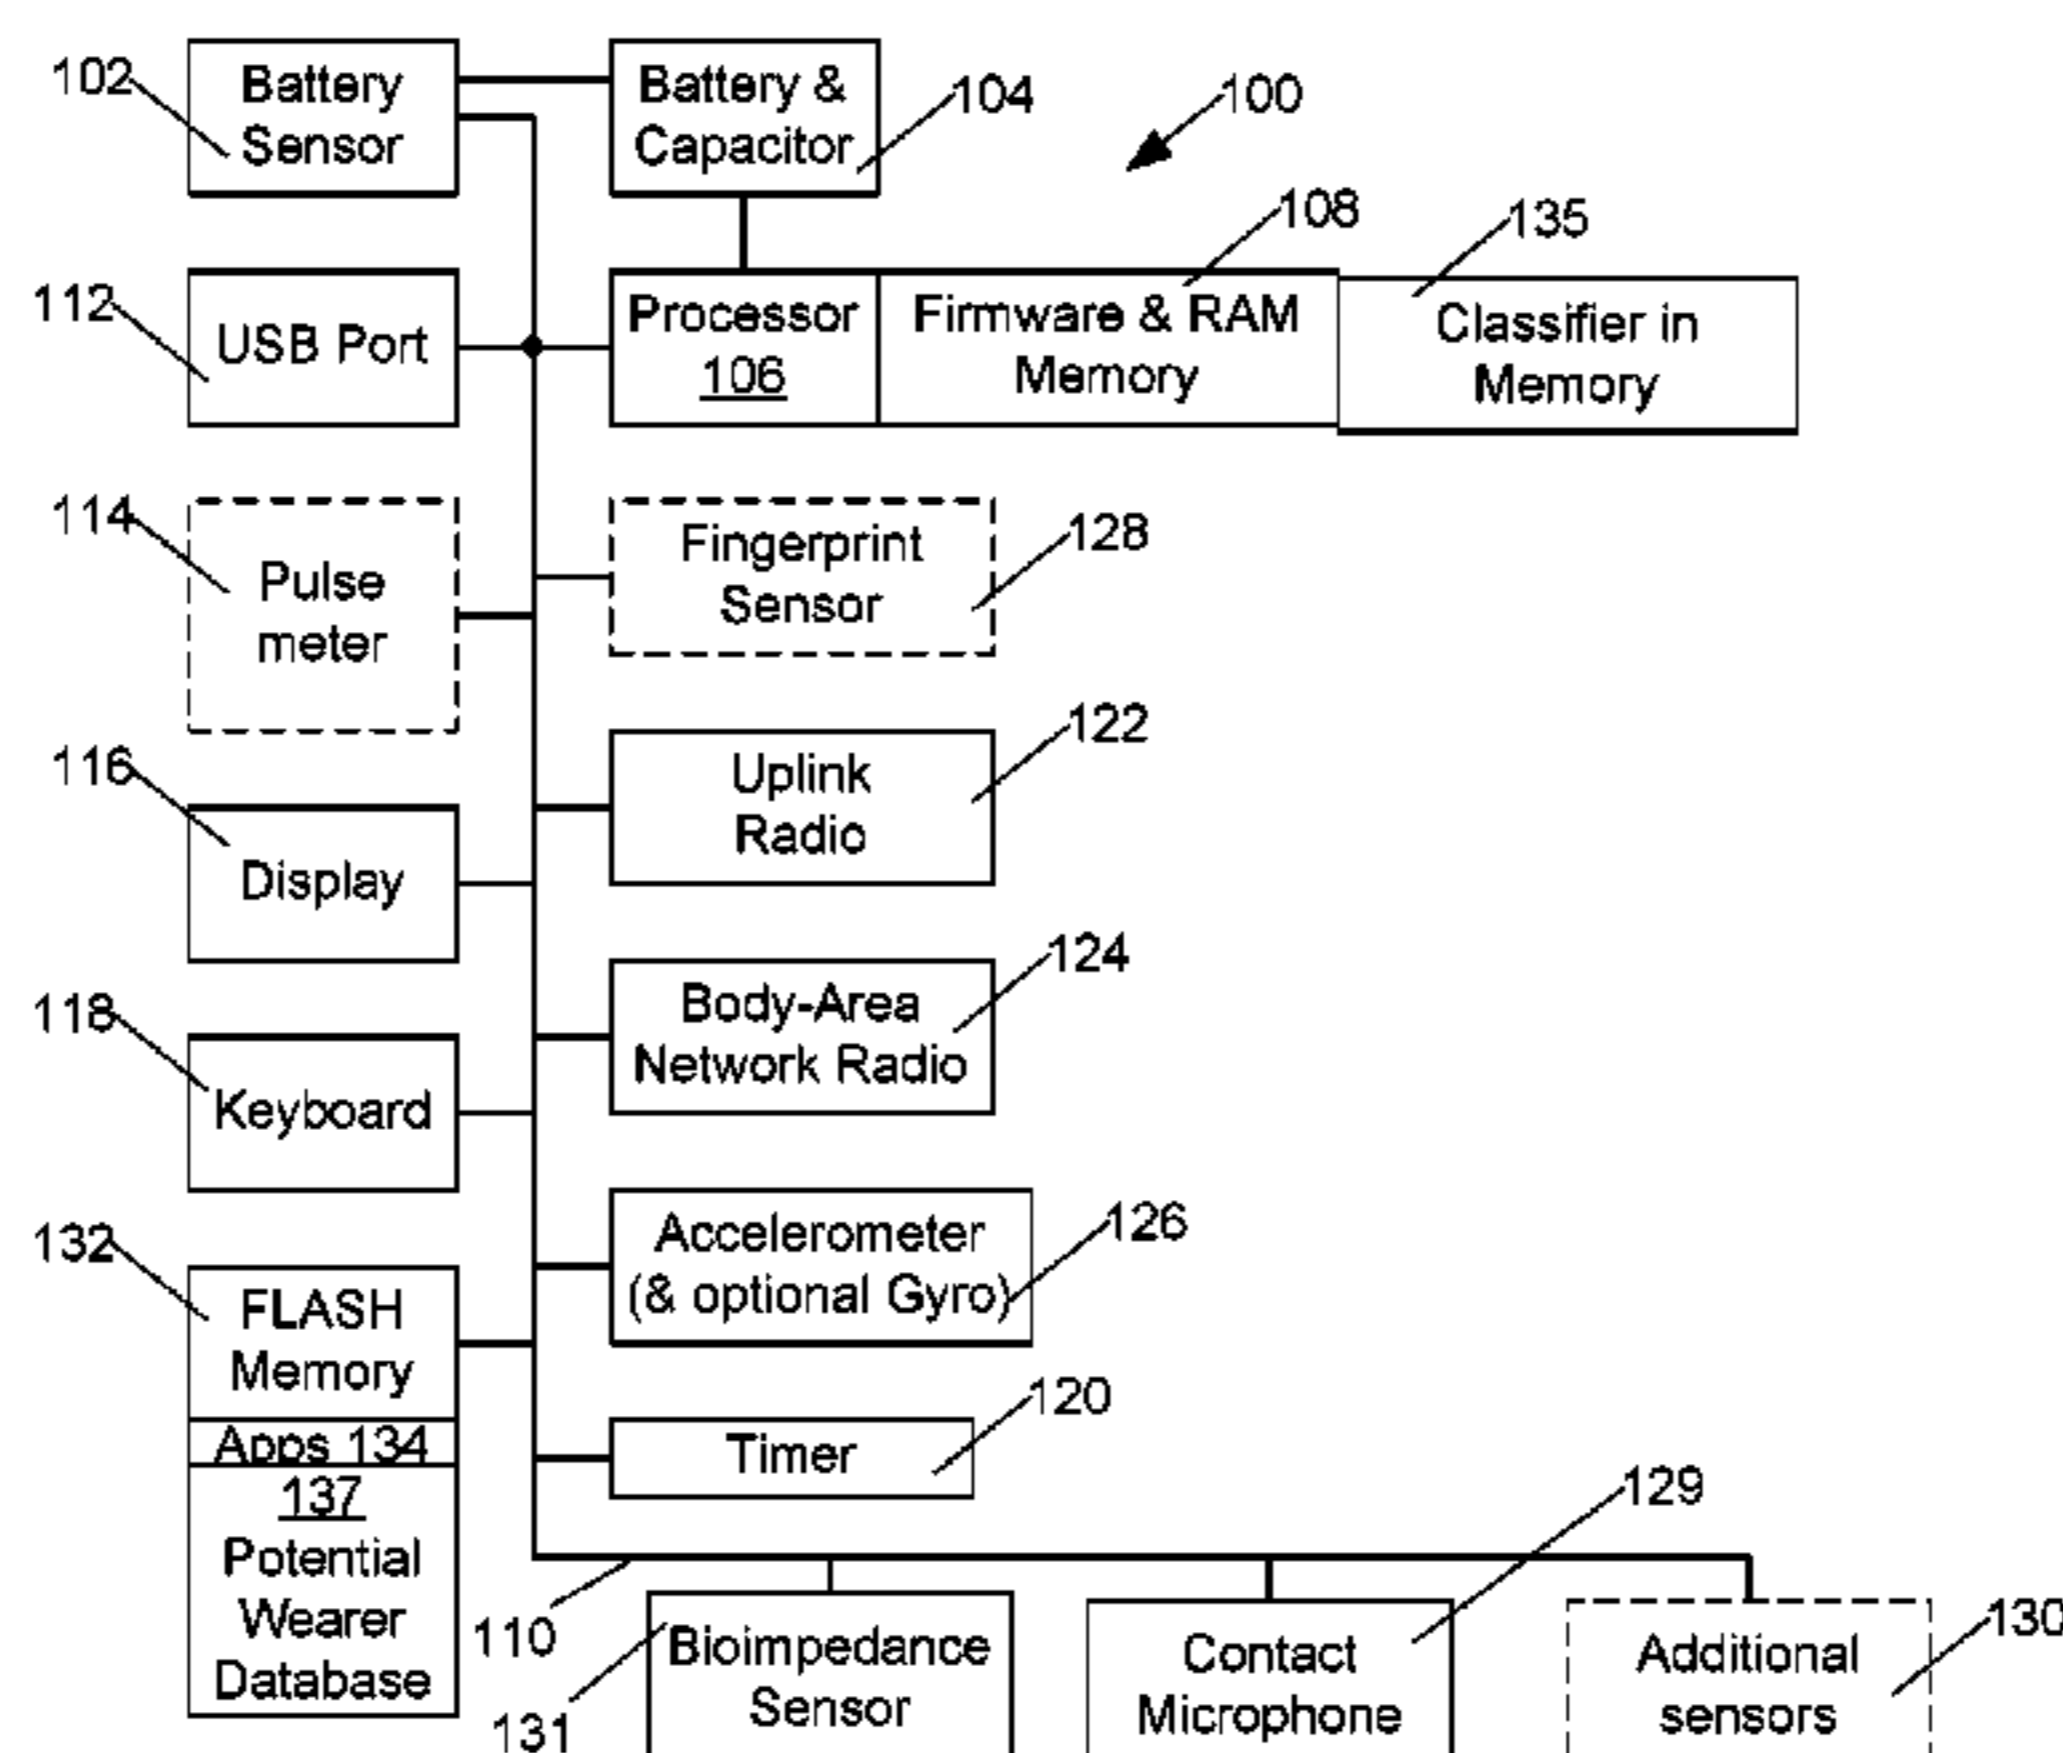 102
Battery
Sensor
Battery &
Capacitor
104
100
108
135
112
USB Port
Processor
106
Firmware & RAM
Memory
Classifier in
Memory
114
Pulse
meter
Fingerprint
Sensor
128
116
Display
Uplink
Radio
122
118
Keyboard
Body-Area
Network Radio
124
132
FLASH
Memory
Accelerometer
(& optional Gyro)
126
Apps 134
Timer
120
137
Potential
Wearer
Database
110
131
Bioimpedance
Sensor
129
Contact
Microphone
130
Additional
sensors